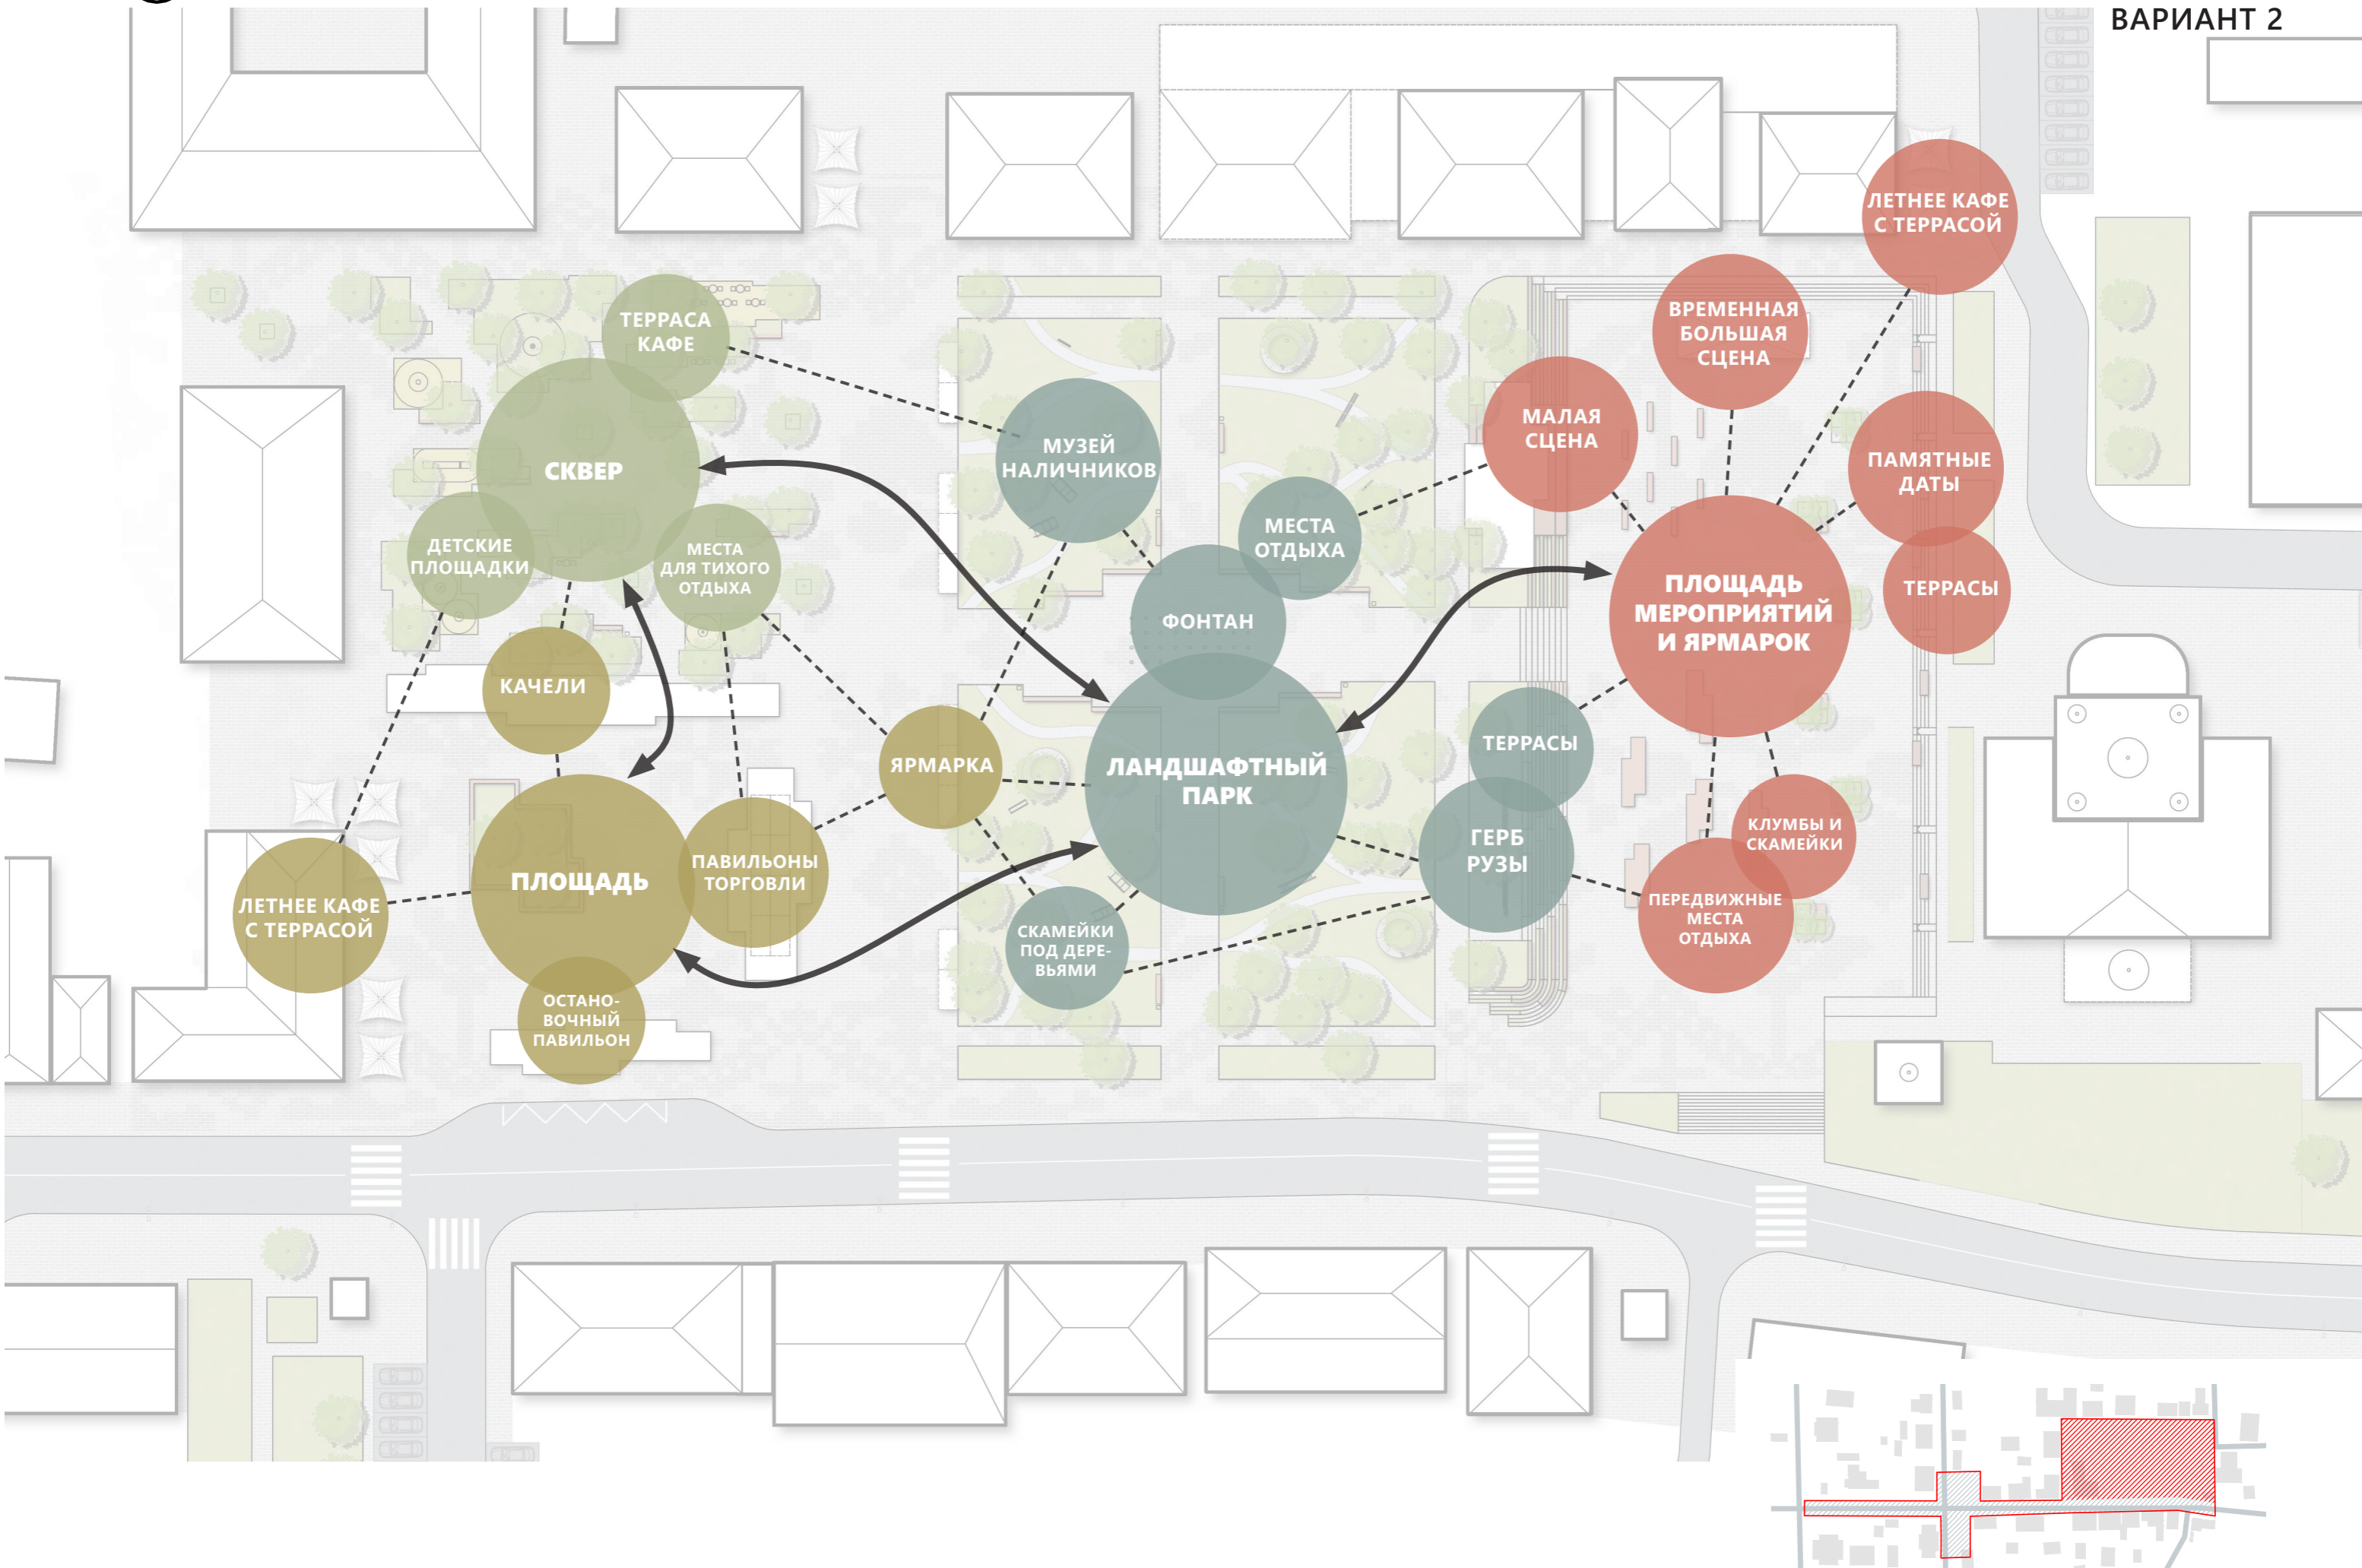 ВАРИАНТ 2
ЛЕТНЕЕ КАФЕ
С ТЕРРАСОЙ
ТЕРРАСА
КАФЕ
ВРЕМЕННАЯ
БОЛЬШАЯ
СЦЕНА
МАЛАЯ
СЦЕНА
МУЗЕЙ
НАЛИЧНИКОВ
СКВЕР
ПАМЯТНЫЕ
ДАТЫ
МЕСТА
ОТДЫХА
ДЕТСКИЕ
ПЛОЩАДКИ
МЕСТА
ДЛЯ ТИХОГО
ОТДЫХА
ТЕРРАСЫ
ПЛОЩАДЬ
МЕРОПРИЯТИЙ
И ЯРМАРОК
ФОНТАН
КАЧЕЛИ
ТЕРРАСЫ
ЯРМАРКА
ЛАНДШАФТНЫЙ
ПАРК
КЛУМБЫ И
СКАМЕЙКИ
ГЕРБ
РУЗЫ
ПАВИЛЬОНЫ
ТОРГОВЛИ
ПЛОЩАДЬ
ЛЕТНЕЕ КАФЕ
С ТЕРРАСОЙ
ПЕРЕДВИЖНЫЕ
МЕСТА
ОТДЫХА
СКАМЕЙКИ
ПОД ДЕРЕ-
ВЬЯМИ
ОСТАНО-
ВОЧНЫЙ
ПАВИЛЬОН